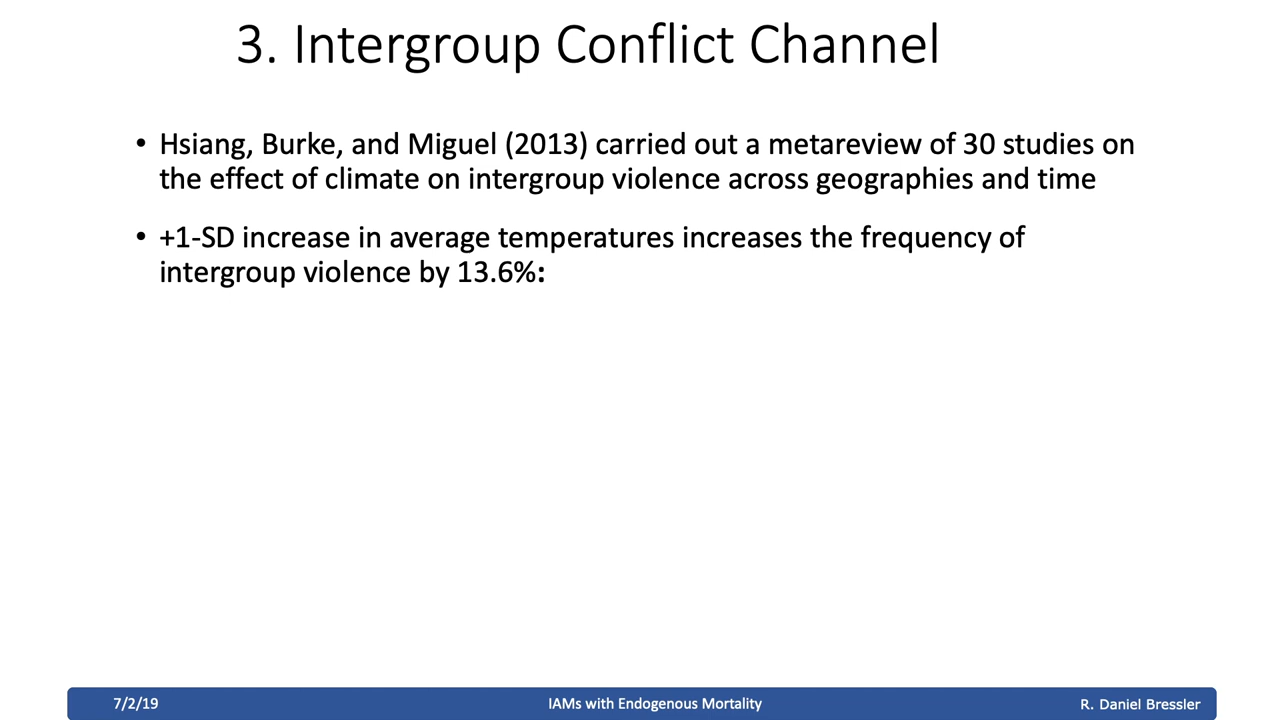 3. Intergroup Conflict Channel
• Hsiang, Burke, and Miguel (2013) carried out a metareview of 30 studies on
the effect of climate on intergroup violence across geographies and time
• +1-SD increase in average temperatures increases the frequency of
intergroup violence by 13.6%:
7/2/19
IAMs with Endogenous Mortality
R. Daniel Bressler